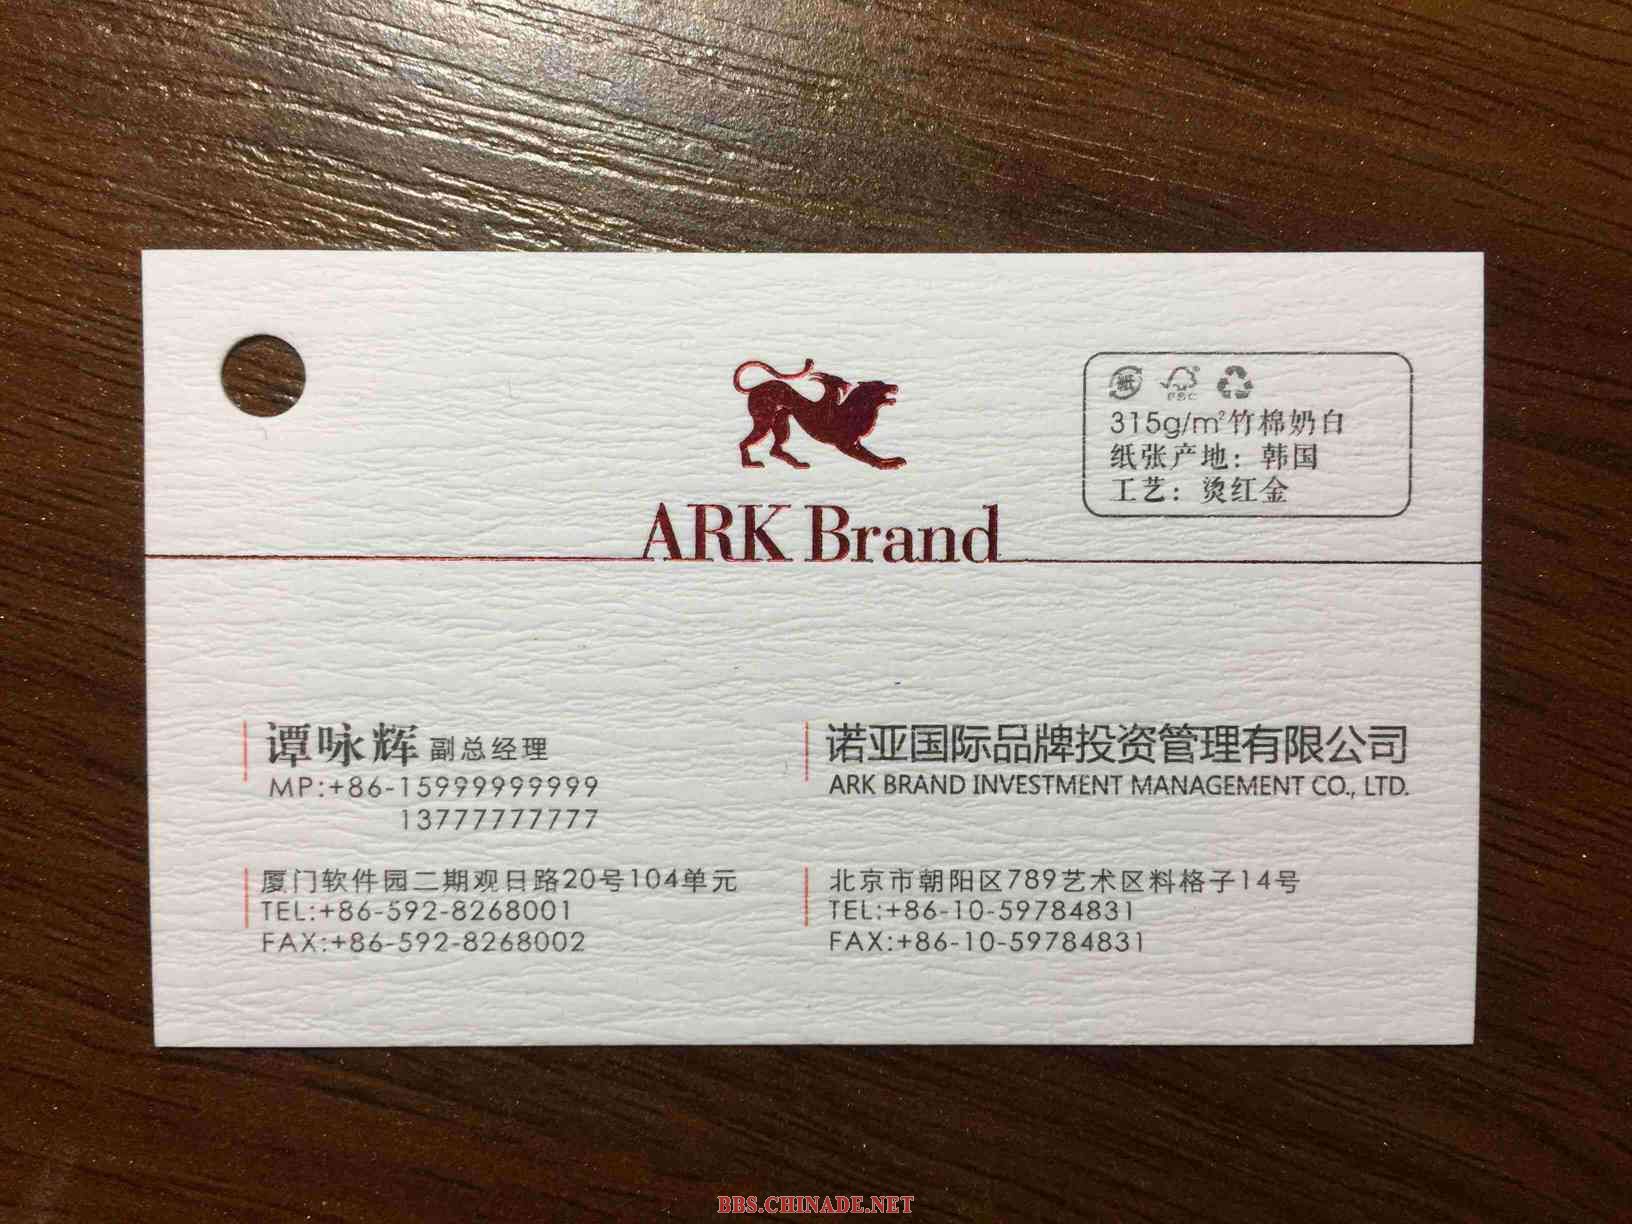 FSC
315g/m²竹棉奶白
纸张产地：韩国
工艺：烫红金
ARK Brand
谭咏辉 副总经理
MP:+86-15999999999
13777777777
诺亚国际品牌投资管理有限公司
ARK BRAND INVESTMENT MANAGEMENT CO., LTD.
厦门软件园二期观日路20号104单元
TEL:+86-592-8268001
FAX:+86-592-8268002
北京市朝阳区789艺术区料格子14号
TEL:+86-10-59784831
FAX:+86-10-59784831
BBS.CHINADE.NET